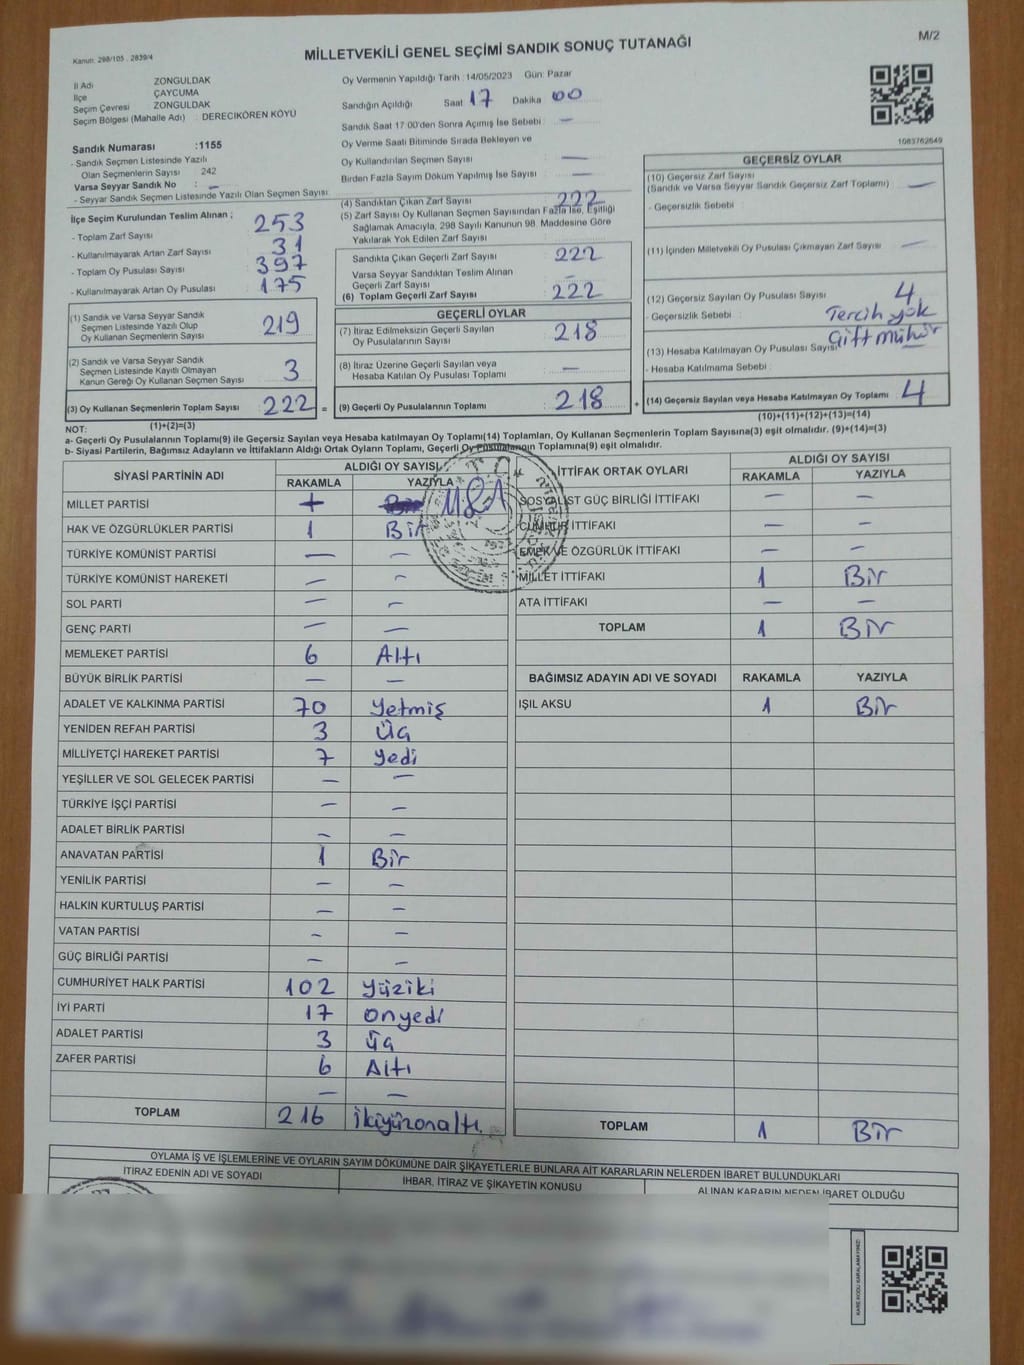 Kanun: 298/105 . 2839/4
MİLLETVEKİLİ GENEL SEÇİMİ SANDIK SONUÇ TUTANAĞI
M/2
İl Adı ZONGULDAK
İlçe ÇAYCUMA
Seçim Çevresi ZONGULDAK
Seçim Bölgesi (Mahalle Adı) : DERECİKÖREN KÖYÜ
Sandık Numarası :1155
- Sandık Seçmen Listesinde Yazılı
Olan Seçmenlerin Sayısı 242
Varsa Seyyar Sandık No : –
- Seyyar Sandık Seçmen Listesinde Yazılı Olan Seçmen Sayısı
İlçe Seçim Kurulundan Teslim Alınan ;
- Toplam Zarf Sayısı 253
- Kullanılmayarak Artan Zarf Sayısı 31
- Toplam Oy Pusulası Sayısı 397
- Kullanılmayarak Artan Oy Pusulası 175
(1) Sandık ve Varsa Seyyar Sandık
Seçmen Listesinde Yazılı Olup
Oy Kullanan Seçmenlerin Sayısı 219
(2) Sandık ve Varsa Seyyar Sandık
Seçmen Listesinde Kayıtlı Olmayan
Kanun Gereği Oy Kullanan Seçmen Sayısı 3
(3) Oy Kullanan Seçmenlerin Toplam Sayısı 222 =
(1)+(2)=(3)
Oy Vermenin Yapıldığı Tarih :14/05/2023 Gün: Pazar
Sandığın Açıldığı Saat 17 Dakika 00
Sandık Saat 17.00'den Sonra Açımış İse Sebebi : –
Oy Verme Saati Bitiminde Sırada Bekleyen ve
Oy Kullandırılan Seçmen Sayısı –
Birden Fazla Sayım Döküm Yapılmış İse Sayısı –
(4) Sandıktan Çıkan Zarf Sayısı 222
(5) Zarf Sayısı Oy Kullanan Seçmen Sayısından Fazla İse, Eşitliği
Sağlamak Amacıyla, 298 Sayılı Kanunun 98. Maddesine Göre
Yakılarak Yok Edilen Zarf Sayısı
Sandıkta Çıkan Geçerli Zarf Sayısı 222
Varsa Seyyar Sandıktan Teslim Alınan
Geçerli Zarf Sayısı –
(6) Toplam Geçerli Zarf Sayısı 222
GEÇERLİ OYLAR
(7) İtiraz Edilmeksizin Geçerli Sayılan
Oy Pusulalarının Sayısı 218
(8) İtiraz Üzerine Geçerli Sayılan veya
Hesaba Katılan Oy Pusulası Toplamı –
(9) Geçerli Oy Pusulalarının Toplamı 218 +
1083762649
GEÇERSİZ OYLAR
(10) Geçersiz Zarf Sayısı
(Sandık ve Varsa Seyyar Sandık Geçersiz Zarf Toplamı) –
- Geçersizlik Sebebi :
(11) İçinden Milletvekili Oy Pusulası Çıkmayan Zarf Sayısı –
(12) Geçersiz Sayılan Oy Pusulası Sayısı 4
- Geçersizlik Sebebi : Tercih yok
Çift mühür
(13) Hesaba Katılmayan Oy Pusulası Sayısı
- Hesaba Katılmama Sebebi :
(14) Geçersiz Sayılan veya Hesaba Katılmayan Oy Toplamı 4
(10)+(11)+(12)+(13)=(14)
NOT:
a- Geçerli Oy Pusulalarının Toplamı(9) ile Geçersiz Sayılan veya Hesaba katılmayan Oy Toplamı(14) Toplamları, Oy Kullanan Seçmenlerin Toplam Sayısına(3) eşit olmalıdır. (9)+(14)=(3)
b- Siyasi Partilerin, Bağımsız Adayların ve İttifakların Aldığı Oyların Toplamı, Geçerli Oy Pusulalarının Toplamına(9) eşit olmalıdır.
SİYASİ PARTİNİN ADI ALDIĞI OY SAYISI
RAKAMLA YAZIYLA
MİLLET PARTİSİ
HAK VE ÖZGÜRLÜKLER PARTİSİ 1 Bir
TÜRKİYE KOMÜNİST PARTİSİ – –
TÜRKİYE KOMÜNİST HAREKETİ – –
SOL PARTİ – –
GENÇ PARTİ – –
MEMLEKET PARTİSİ 6 Altı
BÜYÜK BİRLİK PARTİSİ – –
ADALET VE KALKINMA PARTİSİ 70 Yetmiş
YENİDEN REFAH PARTİSİ 3 Üç
MİLLİYETÇİ HAREKET PARTİSİ 7 Yedi
YEŞİLLER VE SOL GELECEK PARTİSİ – –
TÜRKİYE İŞÇİ PARTİSİ – –
ADALET BİRLİK PARTİSİ – –
ANAVATAN PARTİSİ 1 Bir
YENİLİK PARTİSİ – –
HALKIN KURTULUŞ PARTİSİ – –
VATAN PARTİSİ – –
GÜÇ BİRLİĞİ PARTİSİ – –
CUMHURİYET HALK PARTİSİ 102 Yüziki
İYİ PARTİ 17 Onyedi
ADALET PARTİSİ 3 Üç
ZAFER PARTİSİ 6 Altı
– –
TOPLAM 216 İkiyüzonaltı
İTTİFAK ORTAK OYLARI ALDIĞI OY SAYISI
RAKAMLA YAZIYLA
SOSYALİST GÜÇ BİRLİĞİ İTTİFAKI – –
CUMHUR İTTİFAKI – –
EMEK VE ÖZGÜRLÜK İTTİFAKI – –
MİLLET İTTİFAKI 1 Bir
ATA İTTİFAKI – –
TOPLAM 1 Bir
BAĞIMSIZ ADAYIN ADI VE SOYADI RAKAMLA YAZIYLA
IŞIL AKSU 1 Bir
TOPLAM 1 Bir
OYLAMA İŞ VE İŞLEMLERİNE VE OYLARIN SAYIM DÖKÜMÜNE DAİR ŞİKAYETLERLE BUNLARA AİT KARARLARIN NELERDEN İBARET BULUNDUKLARI
İTİRAZ EDENİN ADI VE SOYADI İHBAR, İTİRAZ VE ŞİKAYETİN KONUSU ALINAN KARARIN NEDEN İBARET OLDUĞU
KARE KODU KARALAMAYINIZ!